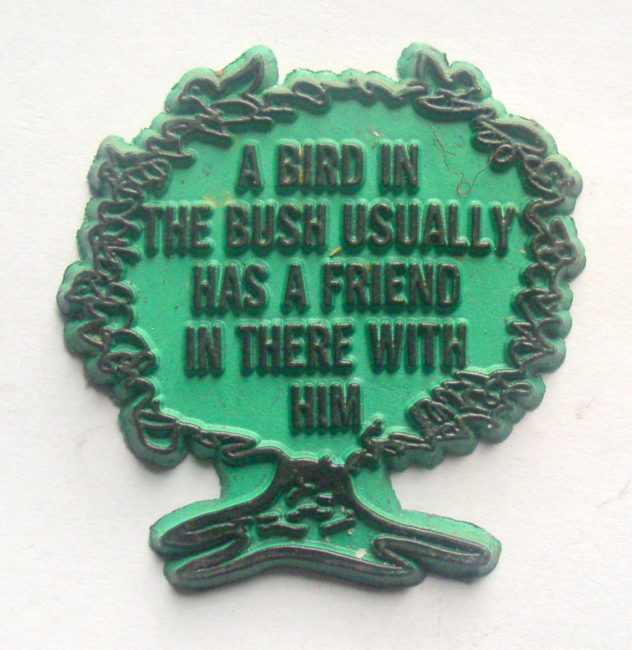 A BIRD IN
THE BUSH USUALLY
HAS A FRIEND
IN THERE WITH
HIM